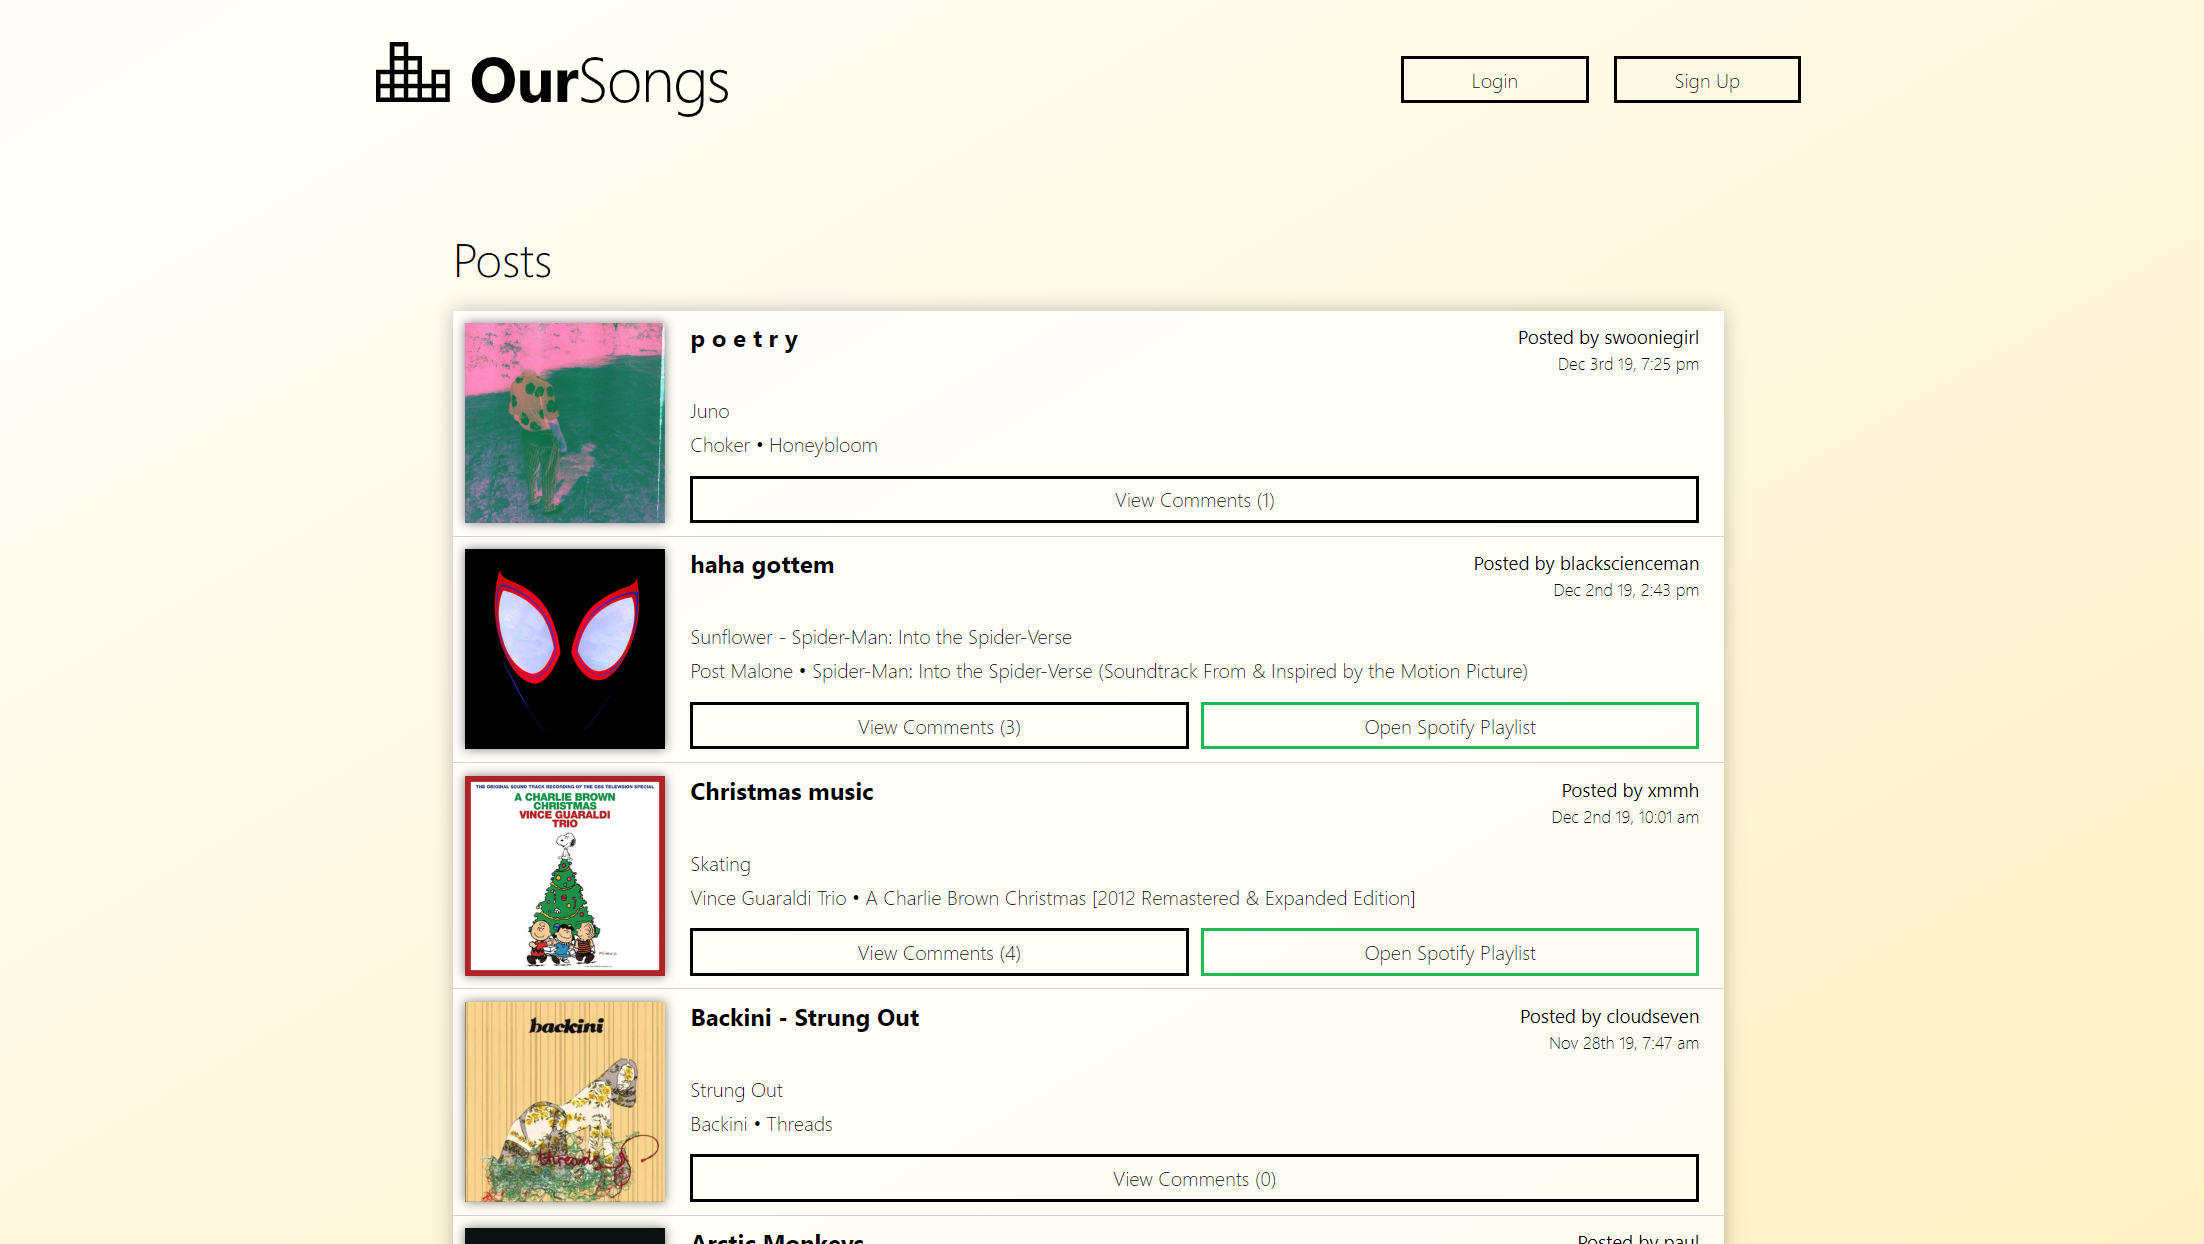 OurSongs
Login
Sign Up
Posts
p o e t r y
Posted by swooniegirl
Dec 3rd 19, 7:25 pm
Juno
Choker • Honeybloom
View Comments (1)
haha gottem
Posted by blackscienceman
Dec 2nd 19, 2:43 pm
Sunflower - Spider-Man: Into the Spider-Verse
Post Malone • Spider-Man: Into the Spider-Verse (Soundtrack From & Inspired by the Motion Picture)
View Comments (3)
Open Spotify Playlist
THE ORIGINAL SOUND TRACK RECORDING OF THE CBS TELEVISION SPECIAL
A CHARLIE BROWN
CHRISTMAS
VINCE GUARALDI
TRIO
Christmas music
Posted by xmmh
Dec 2nd 19, 10:01 am
Skating
Vince Guaraldi Trio • A Charlie Brown Christmas [2012 Remastered & Expanded Edition]
View Comments (4)
Open Spotify Playlist
backini
threads
Backini - Strung Out
Posted by cloudseven
Nov 28th 19, 7:47 am
Strung Out
Backini • Threads
View Comments (0)
Arctic Monkeys
Posted by paul